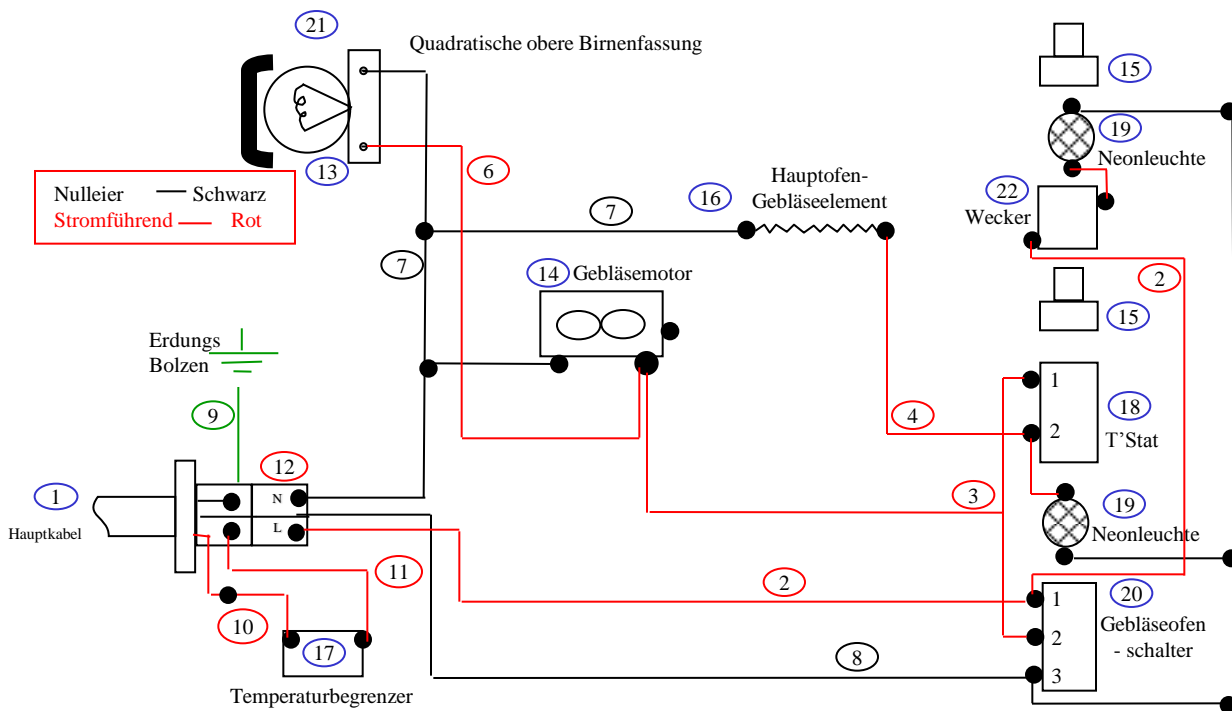 21
Quadratische obere Birnenfassung
15
19
Neonleuchte
13
6
Nulleier Schwarz
Stromführend Rot
16
Hauptofen-
Gebläseelement
22
Wecker
7
7
14 Gebläsemotor
2
15
Erdungs
Bolzen
1
18
T'Stat
2
9
4
12
1
N
Hauptkabel
L
3
19
Neonleuchte
11
2
1
20
Gebläseofen
- schalter
10
2
17
8
3
Temperaturbegrenzer